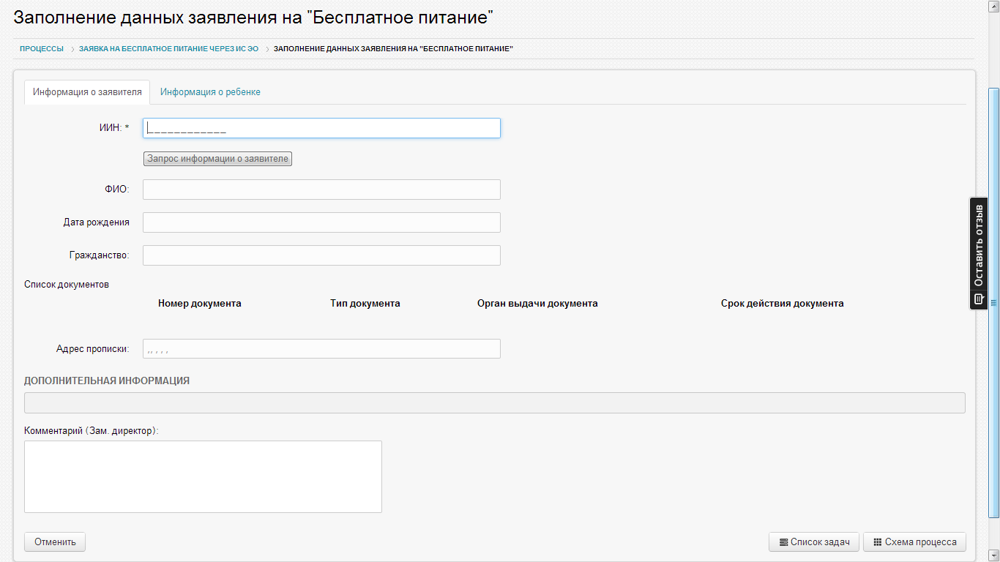 Заполнение данных заявления на "Бесплатное питание"
ПРОЦЕССЫ > ЗАЯВКА НА БЕСПЛАТНОЕ ПИТАНИЕ ЧЕРЕЗ ИС ЭО > ЗАПОЛНЕНИЕ ДАННЫХ ЗАЯВЛЕНИЯ НА "БЕСПЛАТНОЕ ПИТАНИЕ"
Информация о заявителя Информация о ребенке
ИИН: * ____________
Запрос информации о заявителе
ФИО:
Дата рождения
Гражданство:
Список документов
Номер документа Тип документа Орган выдачи документа Срок действия документа
Адрес прописки: ,, , , ,
ДОПОЛНИТЕЛЬНАЯ ИНФОРМАЦИЯ
Комментарий (Зам. директор):
Отменить Список задач Схема процесса
Оставить отзыв